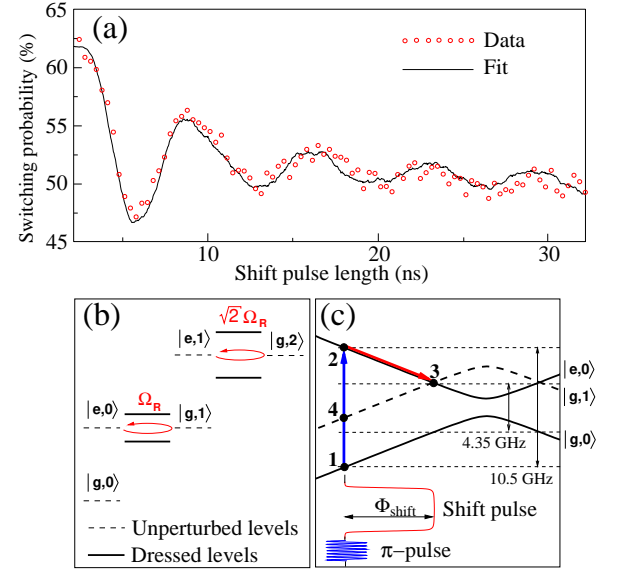 (a)
Data
Fit
Switching probability (%)
65
60
55
50
45
10
20
30
Shift pulse length (ns)
(b)
√2 Ω_R
|e,1⟩
|g,2⟩
Ω_R
|e,0⟩
|g,1⟩
|g,0⟩
Unperturbed levels
Dressed levels
(c)
2
3
|e,0⟩
|g,1⟩
4
|g,0⟩
4.35 GHz
1
10.5 GHz
Φ_shift
Shift pulse
π−pulse